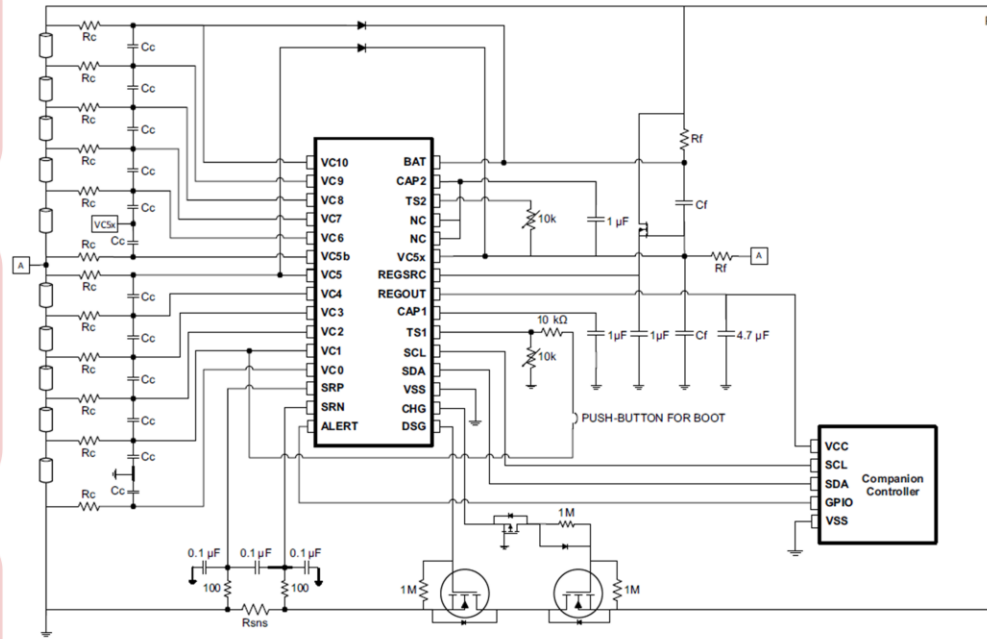 Rc
Cc
Rc
Cc
Rc
Cc
Rc
Cc
Rc
Cc
VC5x
Rc
Cc
A
Rc
Cc
Rc
Cc
Rc
Cc
Rc
Cc
Rc
Cc
Rc
Cc
VC10
VC9
VC8
VC7
VC6
VC5b
VC5
VC4
VC3
VC2
VC1
VC0
SRP
SRN
ALERT
BAT
CAP2
TS2
NC
NC
VC5x
REGSRC
REGOUT
CAP1
TS1
SCL
SDA
VSS
CHG
DSG
10k
1 µF
Rf
Cf
Rf
A
10 kΩ
10k
1µF
1µF
Cf
4.7 µF
PUSH-BUTTON FOR BOOT
VCC
SCL
SDA
GPIO
VSS
Companion
Controller
0.1 µF
0.1 µF
0.1 µF
100
100
Rsns
1M
1M
1M